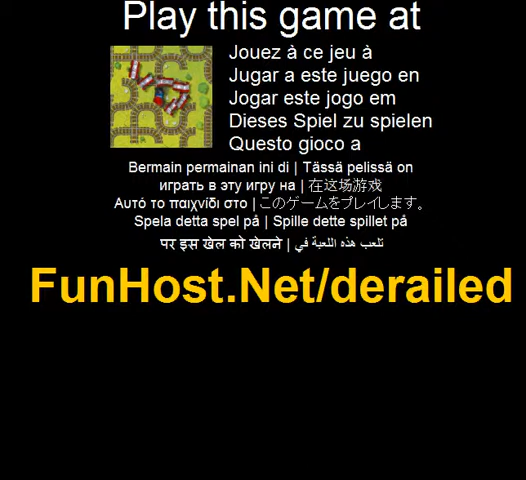 Play this game at
Jouez à ce jeu à
Jugar a este juego en
Jogar este jogo em
Dieses Spiel zu spielen
Questo gioco a
Bermain permainan ini di | Tässä pelissä on
играть в эту игру на | 在这场游戏
Αυτό το παιχνίδι στο | このゲームをプレイします。
Spela detta spel på | Spille dette spillet på
पर इस खेल को खेलने | تلعب هذه اللعبة في
FunHost.Net/derailed